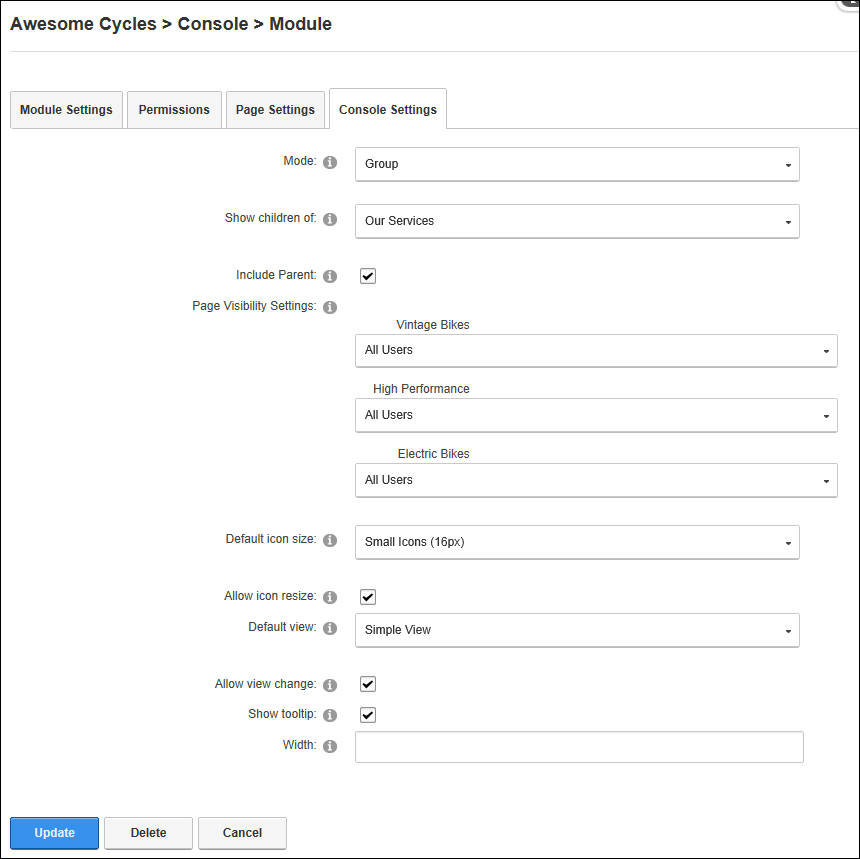 Awesome Cycles > Console > Module
Module Settings Permissions Page Settings Console Settings
Mode: Group
Show children of: Our Services
Include Parent:
Page Visibility Settings:
Vintage Bikes
All Users
High Performance
All Users
Electric Bikes
All Users
Default icon size: Small Icons (16px)
Allow icon resize:
Default view: Simple View
Allow view change:
Show tooltip:
Width:
Update Delete Cancel